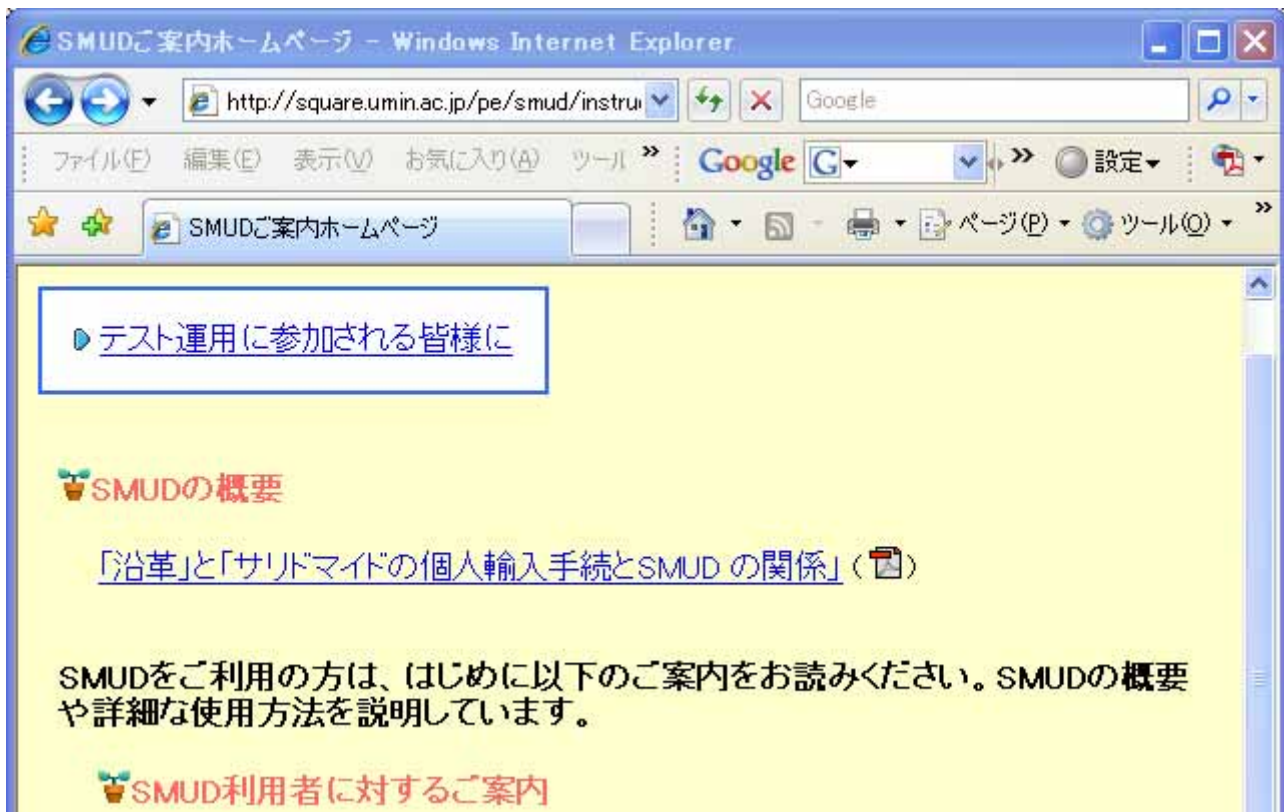 SMUDご案内ホームページ - Windows Internet Explorer
http://square.umin.ac.jp/pe/smud/instru
Google
ファイル(F) 編集(E) 表示(V) お気に入り(A) ツール » Google G 設定
SMUDご案内ホームページ ページ(P) ツール(O) »
テスト運用に参加される皆様に
SMUDの概要
「沿革」と「サリドマイドの個人輸入手続とSMUD の関係」()
SMUDをご利用の方は、はじめに以下のご案内をお読みください。SMUDの概要
や詳細な使用方法を説明しています。
SMUD利用者に対するご案内